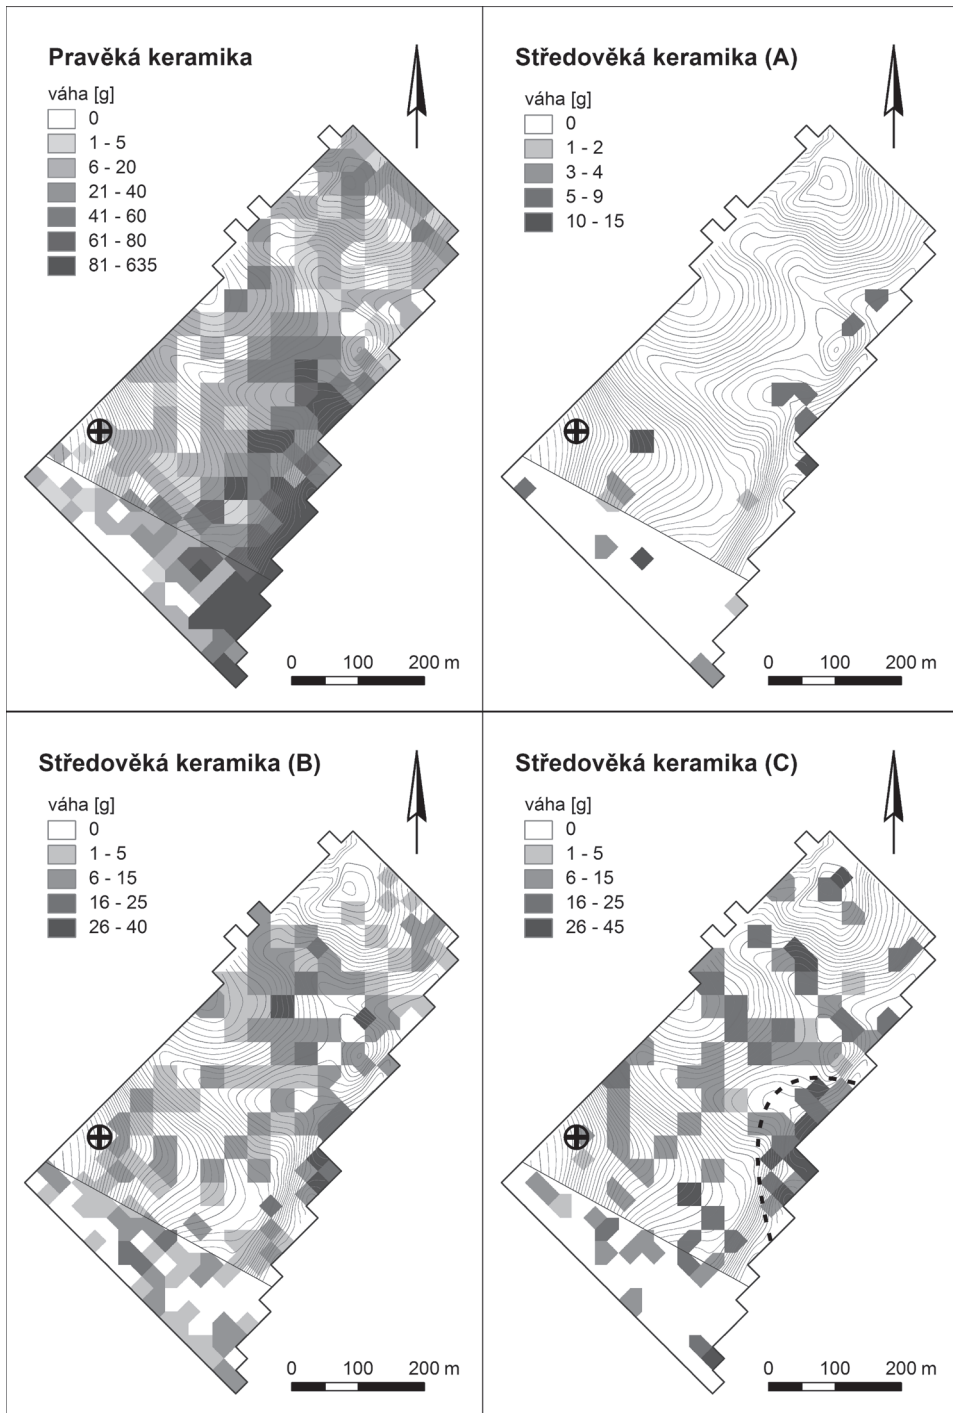 Pravěká keramika
váha [g]
0
1 - 5
6 - 20
21 - 40
41 - 60
61 - 80
81 - 635
0 100 200 m
Středověká keramika (A)
váha [g]
0
1 - 2
3 - 4
5 - 9
10 - 15
0 100 200 m
Středověká keramika (B)
váha [g]
0
1 - 5
6 - 15
16 - 25
26 - 40
0 100 200 m
Středověká keramika (C)
váha [g]
0
1 - 5
6 - 15
16 - 25
26 - 45
0 100 200 m